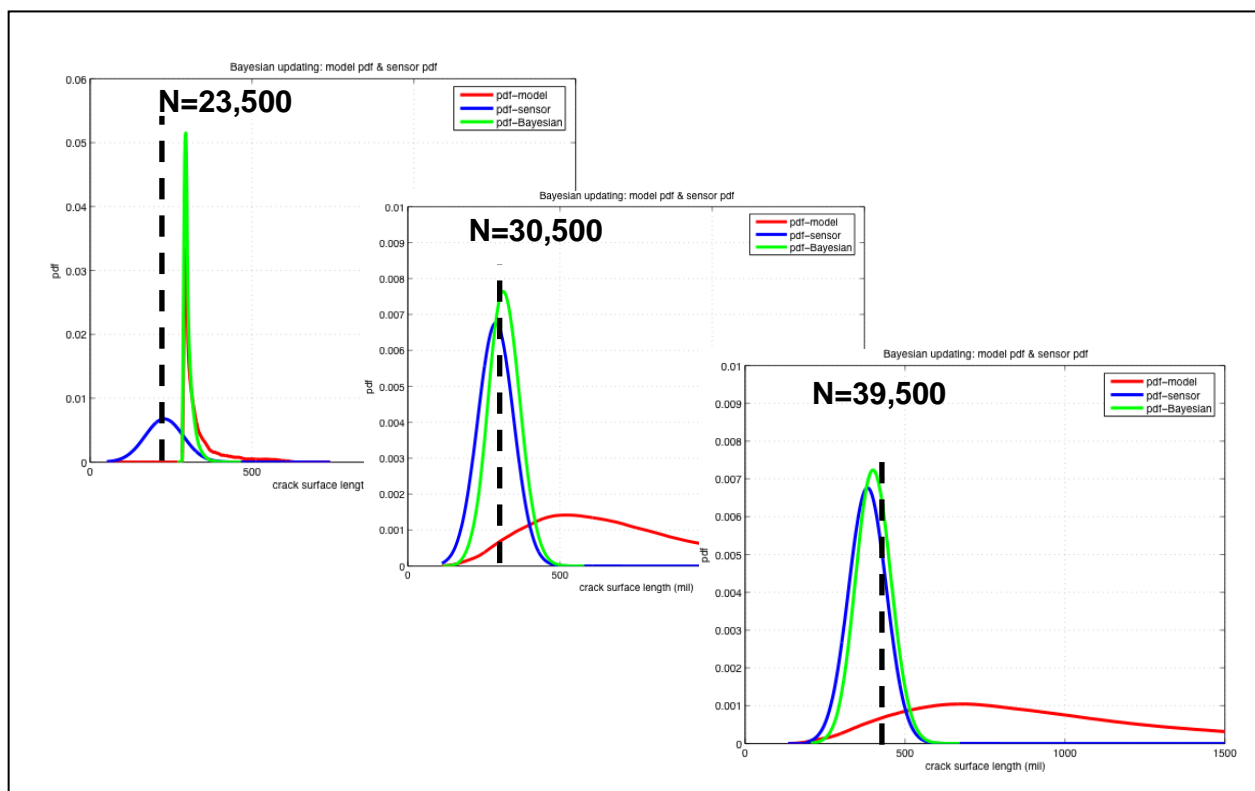 Bayesian updating: model pdf & sensor pdf
0.06
N=23,500
pdf-model
pdf-sensor
pdf-Bayesian
0.05
0.04
0.03
0.02
0.01
0
pdf
0
500
crack surface lengt
Bayesian updating: model pdf & sensor pdf
0.01
N=30,500
pdf-model
pdf-sensor
pdf-Bayesian
0.009
0.008
0.007
0.006
0.005
0.004
0.003
0.002
0.001
0
pdf
0
500
crack surface length (mil)
Bayesian updating: model pdf & sensor pdf
0.01
N=39,500
pdf-model
pdf-sensor
pdf-Bayesian
0.009
0.008
0.007
0.006
0.005
0.004
0.003
0.002
0.001
0
pdf
0
500
1000
1500
crack surface length (mil)